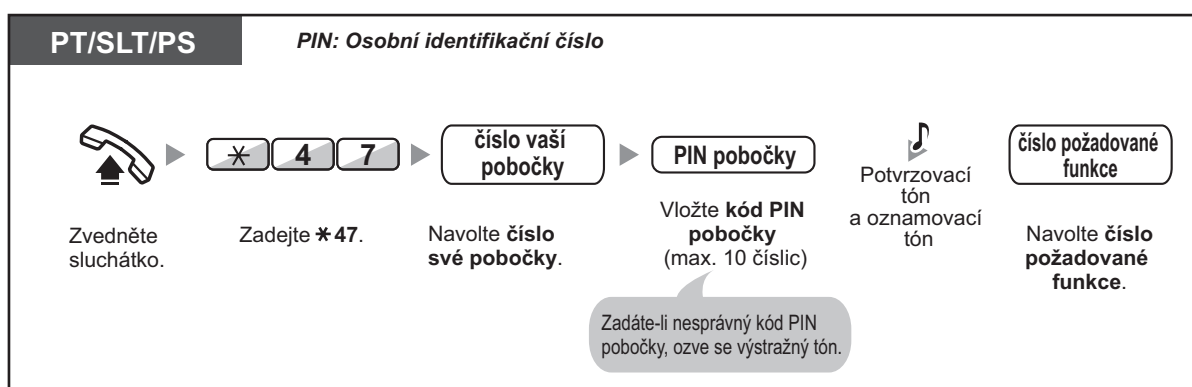 PT/SLT/PS
PIN: Osobní identifikační číslo
* 4 7
číslo vaší
pobočky
PIN pobočky
Potvrzovací
tón
a oznamovací
tón
číslo požadované
funkce
Zvedněte
sluchátko.
Zadejte *47.
Navolte číslo
své pobočky.
Vložte kód PIN
pobočky
(max. 10 číslic)
Navolte číslo
požadované
funkce.
Zadáte-li nesprávný kód PIN
pobočky, ozve se výstražný tón.